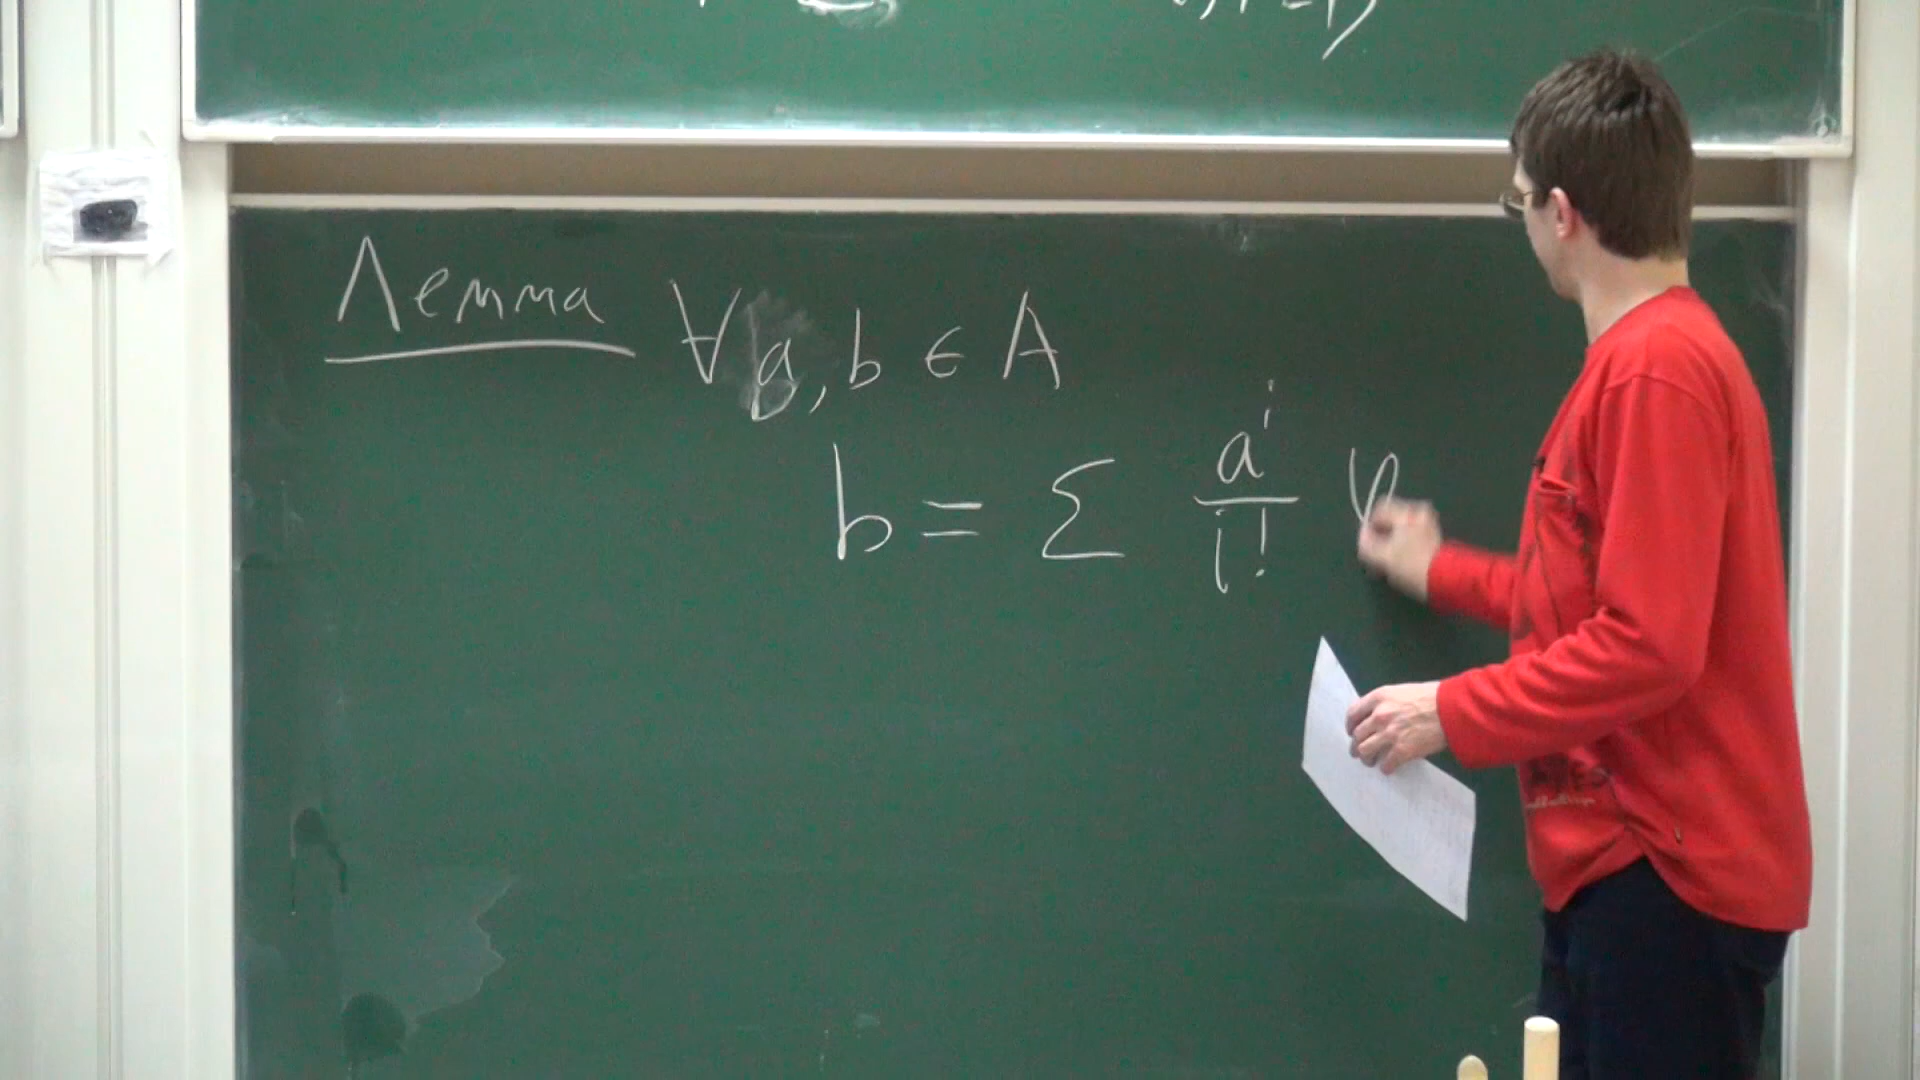 Лемма ∀ a, b ∈ A
b = Σ a^i / i! φ